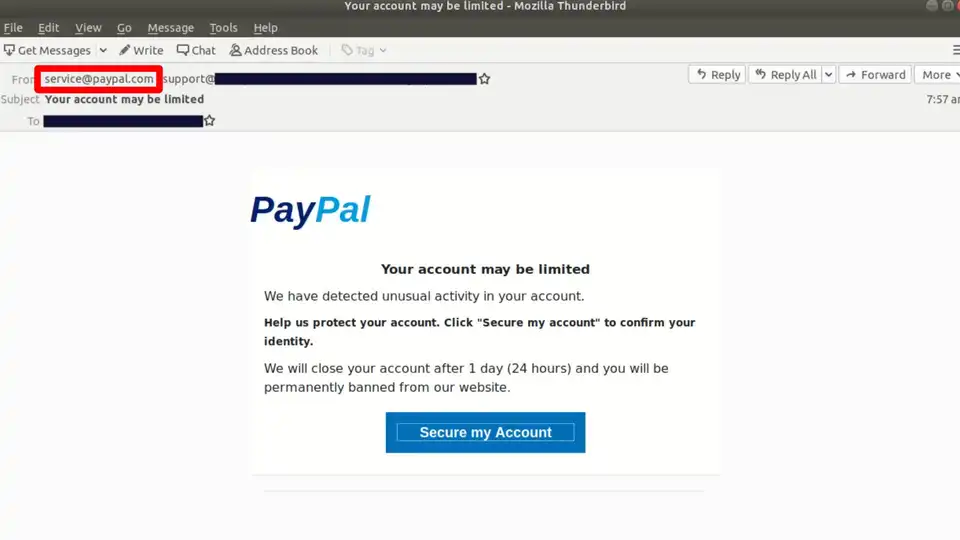 Your account may be limited - Mozilla Thunderbird
File Edit View Go Message Tools Help
Get Messages Write Chat Address Book Tag
From service@paypal.com support@ Reply Reply All Forward More
Subject Your account may be limited 7:57 am
To
PayPal
Your account may be limited
We have detected unusual activity in your account.
Help us protect your account. Click "Secure my account" to confirm your
identity.
We will close your account after 1 day (24 hours) and you will be
permanently banned from our website.
Secure my Account